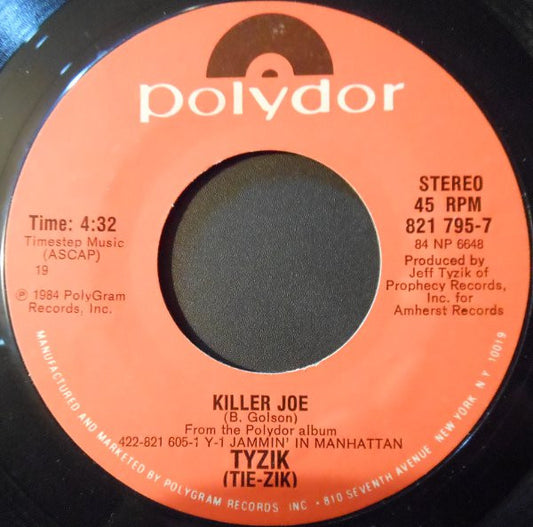 polydor
STEREO
45 RPM
821 795-7
84 NP 6648
Produced by
Jeff Tyzik of
Prophecy Records,
Inc. for
Amherst Records
Time: 4:32
Timestep Music
(ASCAP)
19
℗ 1984 PolyGram
Records, Inc.
KILLER JOE
(B. Golson)
From the Polydor album
422-821 605-1 Y-1 JAMMIN' IN MANHATTAN
TYZIK
(TIE-ZIK)
MANUFACTURED AND MARKETED BY POLYGRAM RECORDS INC • 810 SEVENTH AVENUE, NEW YORK, N Y 10019